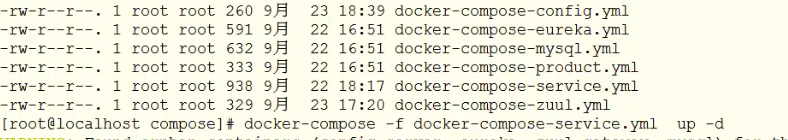 -rw-r--r--. 1 root root 260 9月  23 18:39 docker-compose-config.yml
-rw-r--r--. 1 root root 591 9月  22 16:51 docker-compose-eureka.yml
-rw-r--r--. 1 root root 632 9月  22 16:51 docker-compose-mysql.yml
-rw-r--r--. 1 root root 333 9月  22 16:51 docker-compose-product.yml
-rw-r--r--. 1 root root 938 9月  22 18:17 docker-compose-service.yml
-rw-r--r--. 1 root root 329 9月  23 17:20 docker-compose-zuul.yml
[root@localhost compose]# docker-compose -f docker-compose-service.yml  up -d